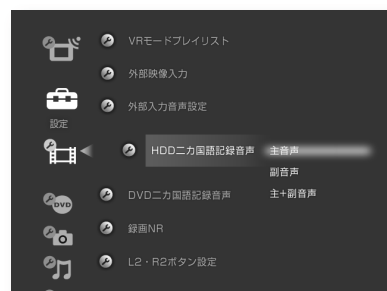 VRモードプレイリスト
外部映像入力
外部入力音声設定
設定
HDD二カ国語記録音声
主音声
副音声
主+副音声
DVD二カ国語記録音声
録画NR
L2・R2ボタン設定
DVD